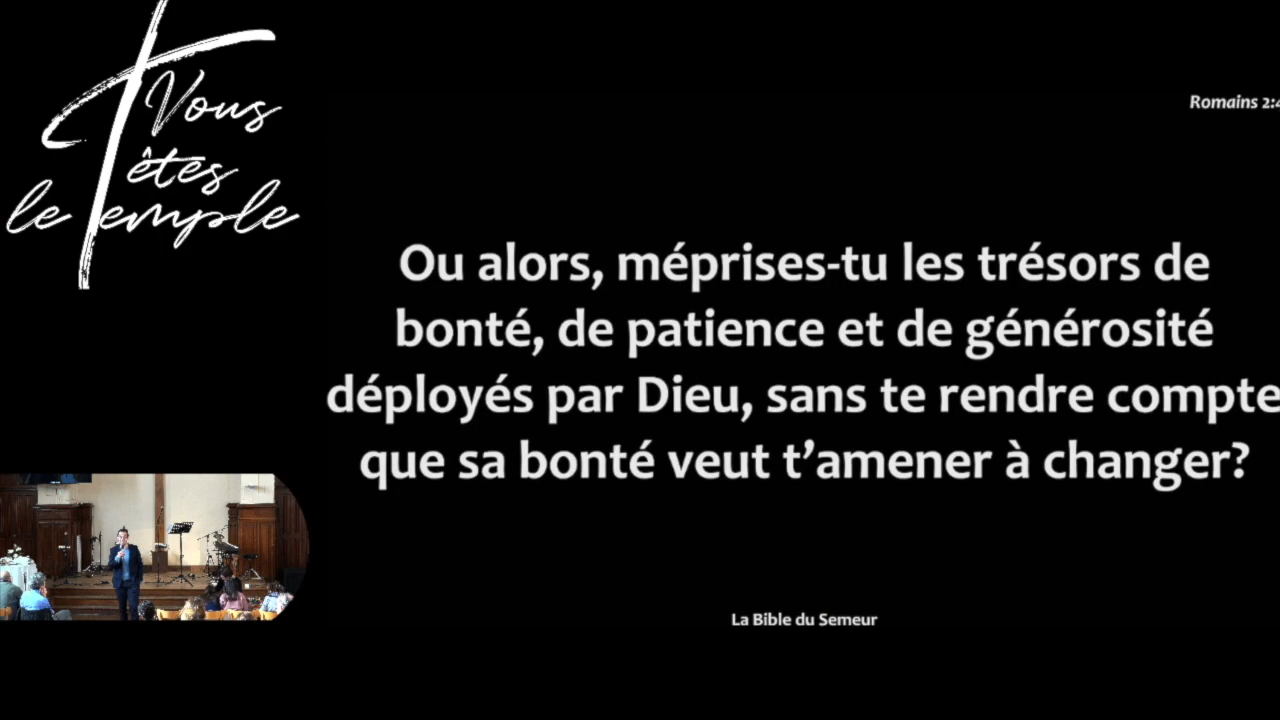 Vous
êtes
le Temple
Romains 2:4
Ou alors, méprises-tu les trésors de
bonté, de patience et de générosité
déployés par Dieu, sans te rendre compte
que sa bonté veut t’amener à changer?
La Bible du Semeur